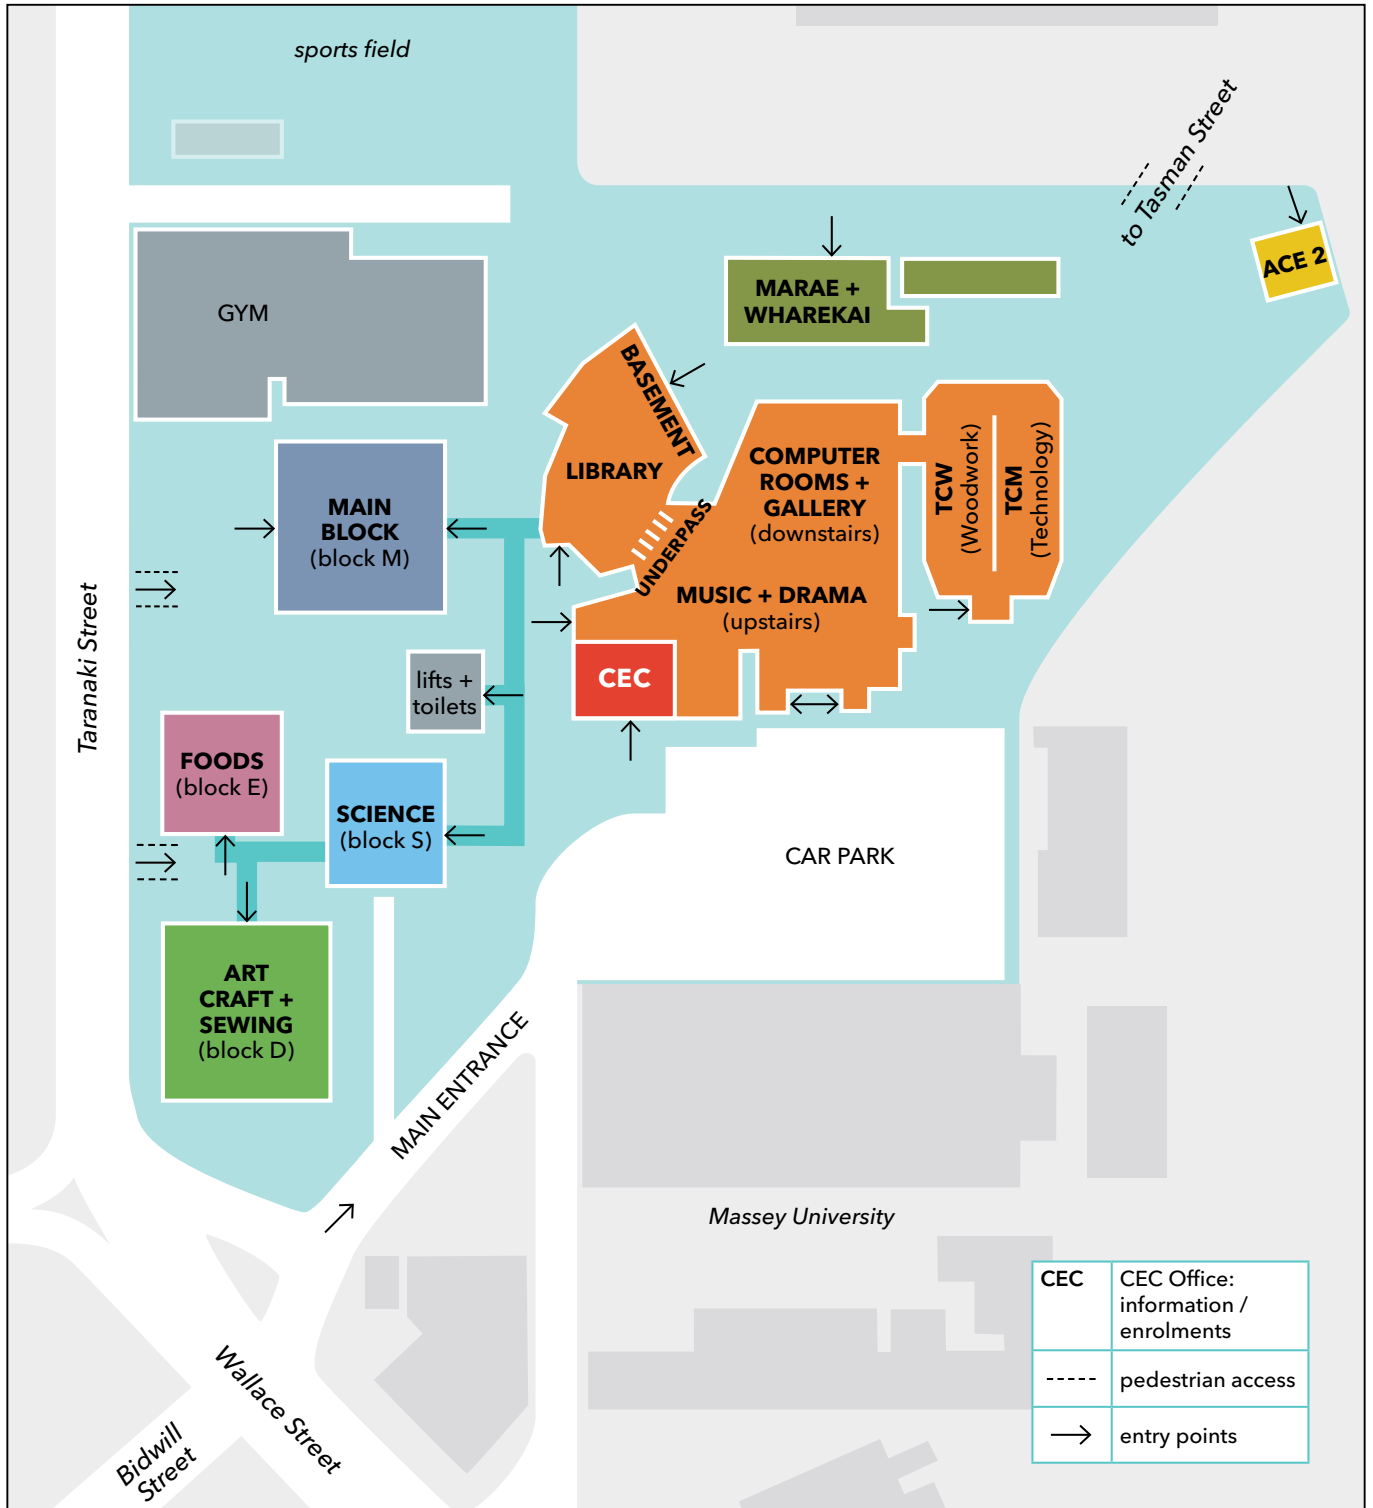 sports field
to Tasman Street
ACE 2
MARAE +
WHAREKAI
GYM
BASEMENT
LIBRARY
COMPUTER
ROOMS +
GALLERY
(downstairs)
TCW
(Woodwork)
TCM
(Technology)
MAIN
BLOCK
(block M)
UNDERPASS
MUSIC + DRAMA
(upstairs)
CEC
lifts +
toilets
Taranaki Street
FOODS
(block E)
SCIENCE
(block S)
CAR PARK
ART
CRAFT +
SEWING
(block D)
MAIN ENTRANCE
Massey University
Wallace Street
Bidwill
Street
CEC
CEC Office:
information /
enrolments
pedestrian access
entry points